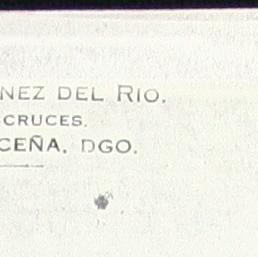 NEZ DEL RIO.
CRUCES.
CEÑA, DGO.